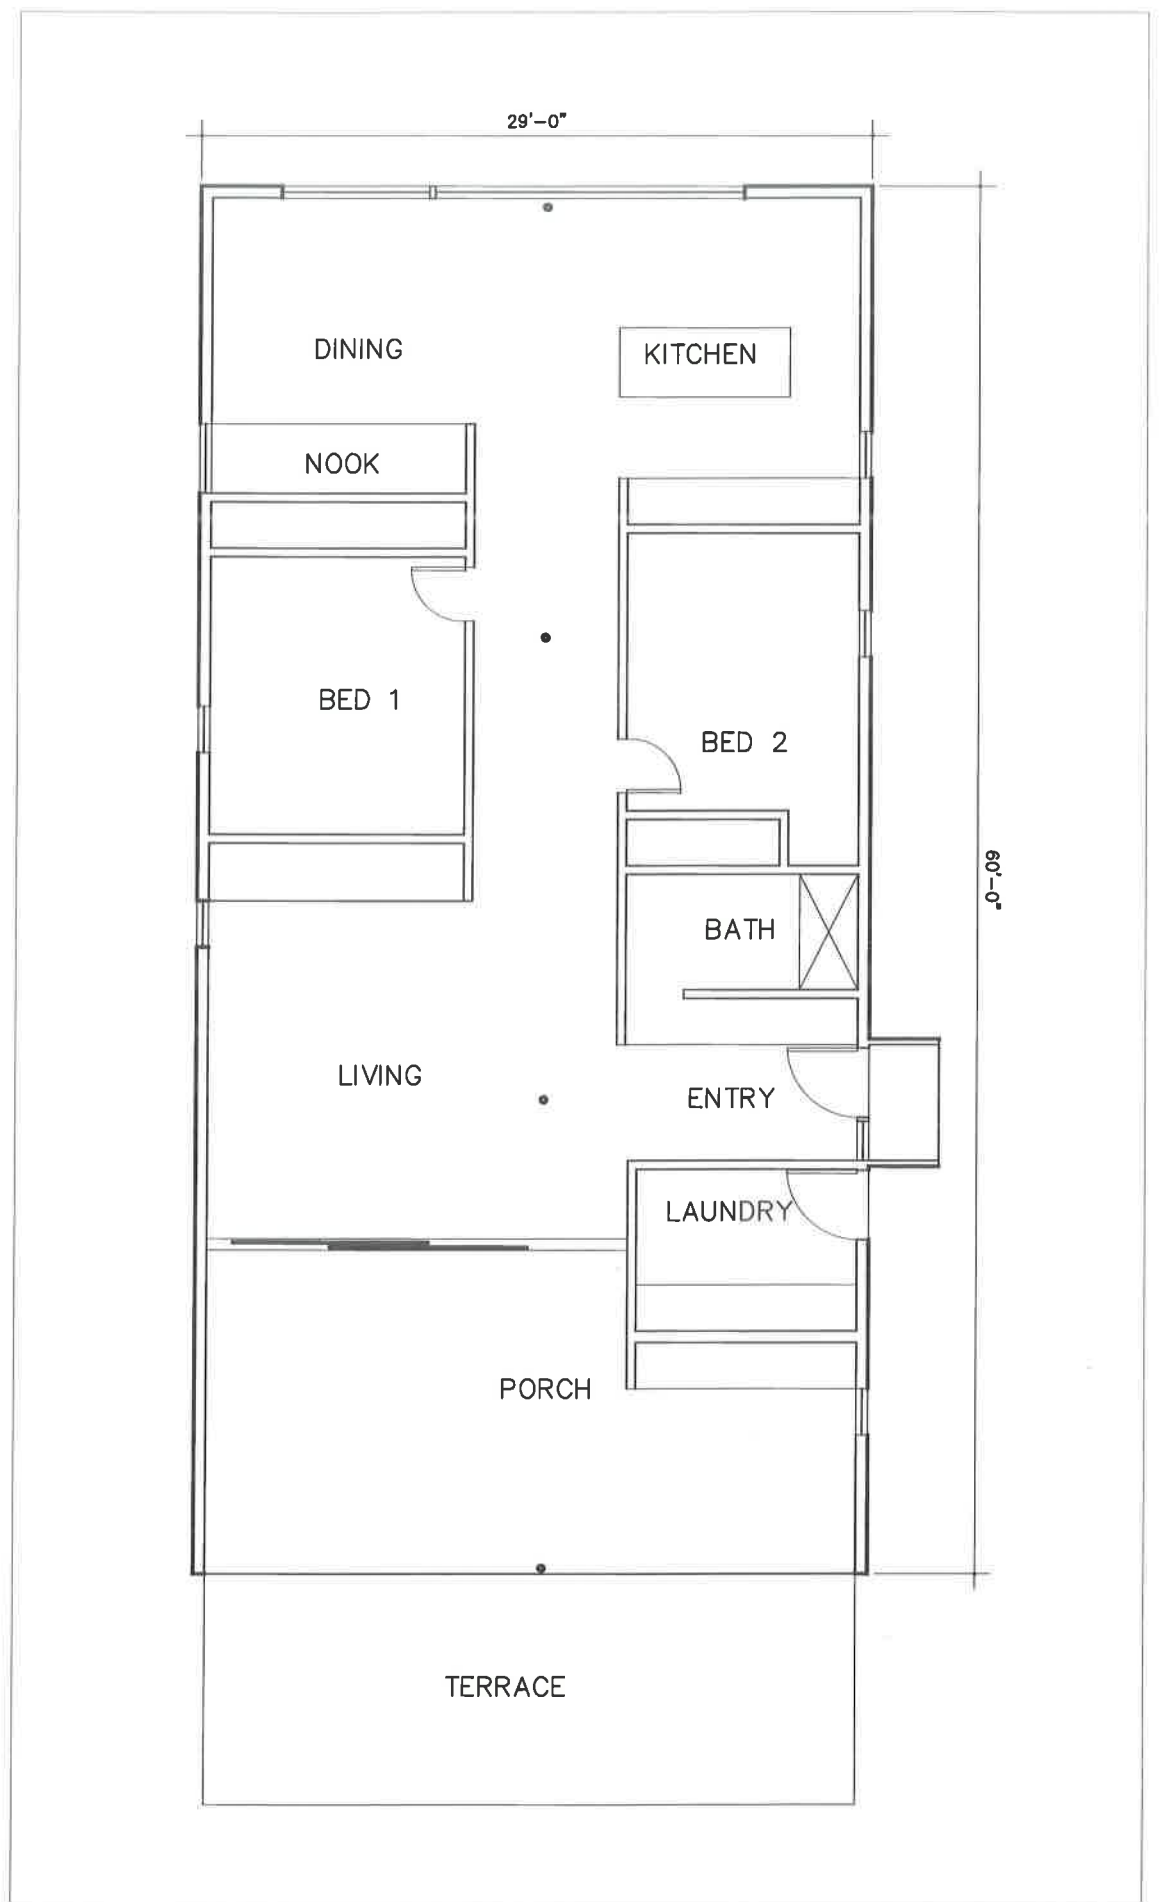 29'-0"
DINING
KITCHEN
NOOK
BED 1
BED 2
60'-0"
BATH
LIVING
ENTRY
LAUNDRY
PORCH
TERRACE